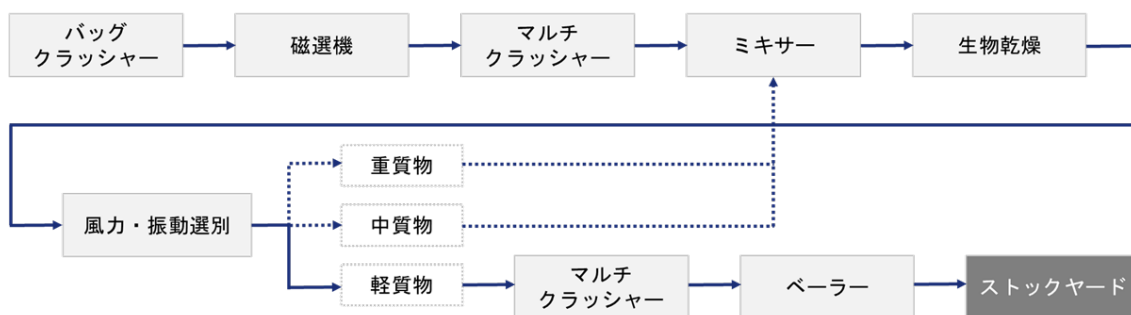 バッグ
クラッシャー
磁選機
マルチ
クラッシャー
ミキサー
生物乾燥
重質物
風力・振動選別
中質物
軽質物
マルチ
クラッシャー
ベーラー
ストックヤード